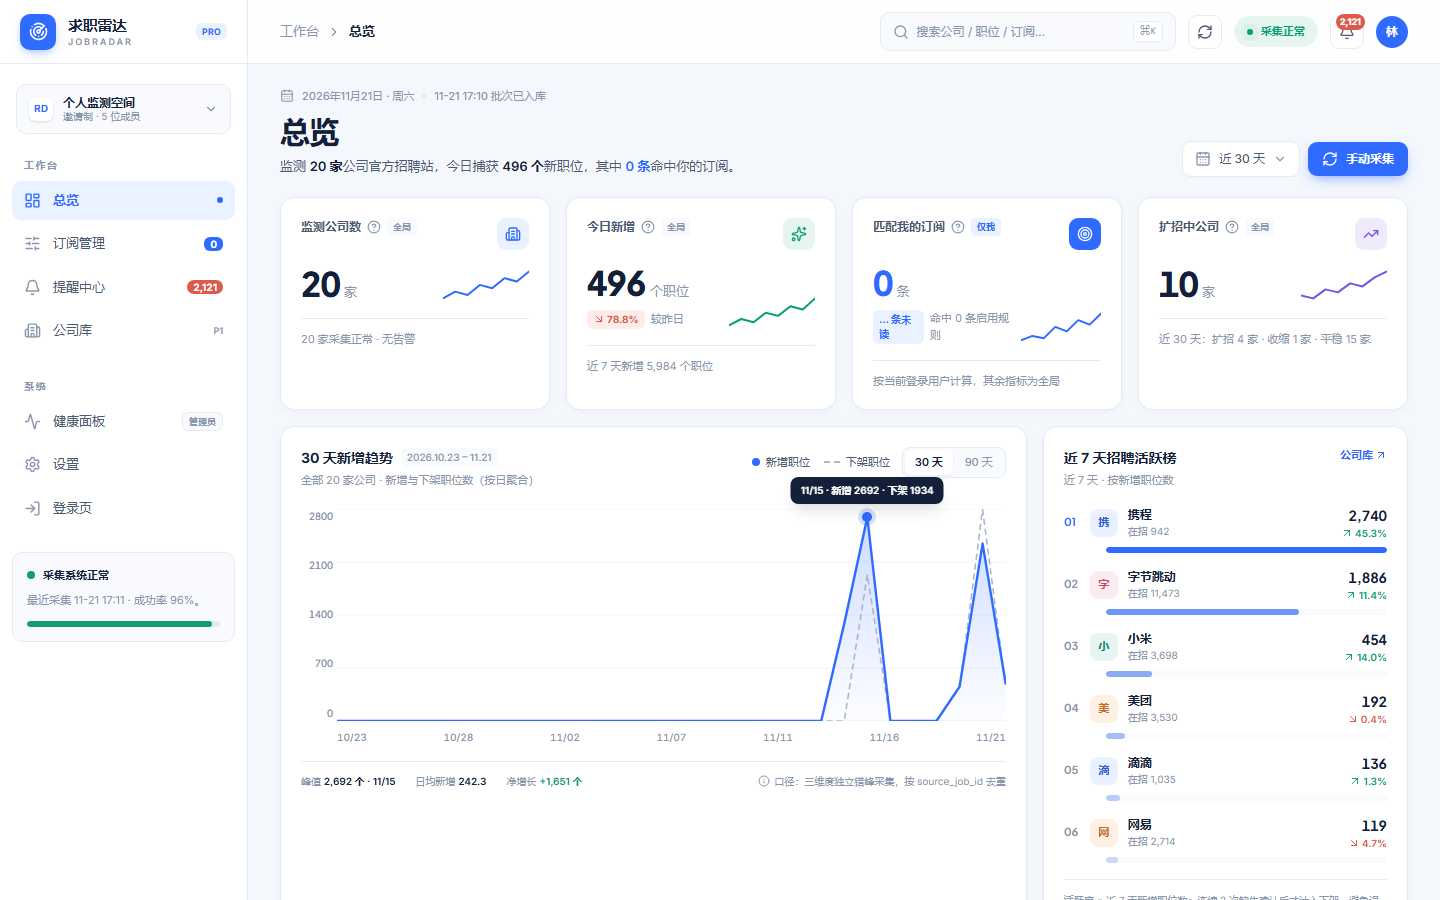 求职雷达
JOBRADAR
PRO
个人监测空间
RD
邀请制 · 5 位成员
工作台
总览
订阅管理
0
提醒中心
2,121
公司库
P1
系统
健康面板
管理员
设置
登录页
采集系统正常
最近采集 11-21 17:11 · 成功率 96%。
工作台 › 总览
搜索公司 / 职位 / 订阅...
⌘K
采集正常
2,121
林
2026年11月21日 · 周六
11-21 17:10 批次已入库
总览
监测 20 家公司官方招聘站，今日捕获 496 个新职位，其中 0 条命中你的订阅。
近 30 天
手动采集
监测公司数
全局
20 家
20 家采集正常 · 无告警
今日新增
全局
496 个职位
78.8%
较昨日
近 7 天新增 5,984 个职位
匹配我的订阅
仅我
0 条
... 条未
读
命中 0 条启用规
则
按当前登录用户计算，其余指标为全局
扩招中公司
全局
10 家
近 30 天：扩招 4 家 · 收缩 1 家 · 平稳 15 家
30 天新增趋势
2026.10.23 – 11.21
全部 20 家公司 · 新增与下架职位数（按日聚合）
新增职位
下架职位
30 天
90 天
11/15 · 新增 2692 · 下架 1934
2800
2100
1400
700
0
10/23
10/28
11/02
11/07
11/11
11/16
11/21
峰值 2,692 个 · 11/15
日均新增 242.3
净增长 +1,651 个
口径：三维度独立错峰采集，按 source_job_id 去重
近 7 天招聘活跃榜
公司库
近 7 天 · 按新增职位数
01
携
携程
在招 942
2,740
45.3%
02
字
字节跳动
在招 11,473
1,886
11.4%
03
小
小米
在招 3,698
454
14.0%
04
美
美团
在招 3,530
192
0.4%
05
滴
滴滴
在招 1,035
136
1.3%
06
网
网易
在招 2,714
119
4.7%